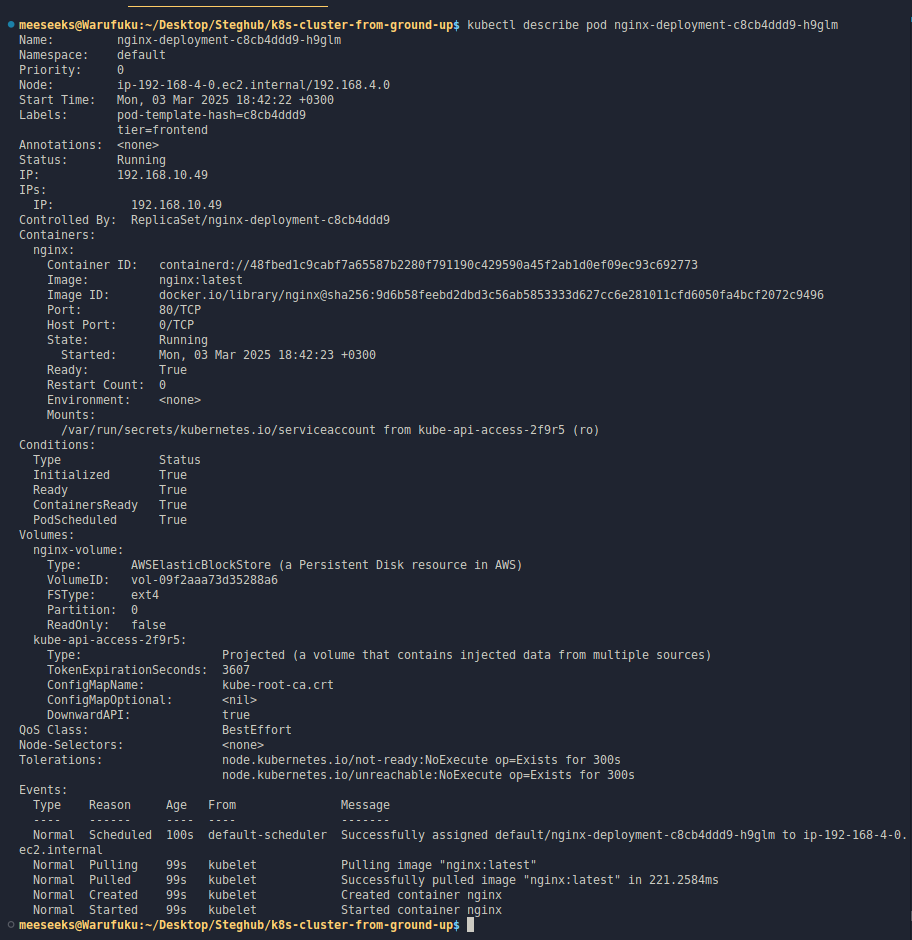 meeseeks@Warufuku:~/Desktop/Steghub/k8s-cluster-from-ground-up$ kubectl describe pod nginx-deployment-c8cb4ddd9-h9glm
Name:         nginx-deployment-c8cb4ddd9-h9glm
Namespace:    default
Priority:     0
Node:         ip-192-168-4-0.ec2.internal/192.168.4.0
Start Time:   Mon, 03 Mar 2025 18:42:22 +0300
Labels:       pod-template-hash=c8cb4ddd9
              tier=frontend
Annotations:  <none>
Status:       Running
IP:           192.168.10.49
IPs:
  IP:           192.168.10.49
Controlled By:  ReplicaSet/nginx-deployment-c8cb4ddd9
Containers:
  nginx:
    Container ID:   containerd://48fbed1c9cabf7a65587b2280f791190c429590a45f2ab1d0ef09ec93c692773
    Image:          nginx:latest
    Image ID:       docker.io/library/nginx@sha256:9d6b58feebd2dbd3c56ab5853333d627cc6e281011cfd6050fa4bcf2072c9496
    Port:           80/TCP
    Host Port:      0/TCP
    State:          Running
      Started:      Mon, 03 Mar 2025 18:42:23 +0300
    Ready:          True
    Restart Count:  0
    Environment:    <none>
    Mounts:
      /var/run/secrets/kubernetes.io/serviceaccount from kube-api-access-2f9r5 (ro)
Conditions:
  Type              Status
  Initialized       True
  Ready             True
  ContainersReady   True
  PodScheduled      True
Volumes:
  nginx-volume:
    Type:       AWSElasticBlockStore (a Persistent Disk resource in AWS)
    VolumeID:   vol-09f2aaa73d35288a6
    FSType:     ext4
    Partition:  0
    ReadOnly:   false
  kube-api-access-2f9r5:
    Type:                    Projected (a volume that contains injected data from multiple sources)
    TokenExpirationSeconds:  3607
    ConfigMapName:           kube-root-ca.crt
    ConfigMapOptional:       <nil>
    DownwardAPI:             true
QoS Class:                   BestEffort
Node-Selectors:              <none>
Tolerations:                 node.kubernetes.io/not-ready:NoExecute op=Exists for 300s
                             node.kubernetes.io/unreachable:NoExecute op=Exists for 300s
Events:
  Type    Reason     Age   From               Message
  ----    ------     ----  ----               -------
  Normal  Scheduled  100s  default-scheduler  Successfully assigned default/nginx-deployment-c8cb4ddd9-h9glm to ip-192-168-4-0.
ec2.internal
  Normal  Pulling    99s   kubelet            Pulling image "nginx:latest"
  Normal  Pulled     99s   kubelet            Successfully pulled image "nginx:latest" in 221.2584ms
  Normal  Created    99s   kubelet            Created container nginx
  Normal  Started    99s   kubelet            Started container nginx
meeseeks@Warufuku:~/Desktop/Steghub/k8s-cluster-from-ground-up$